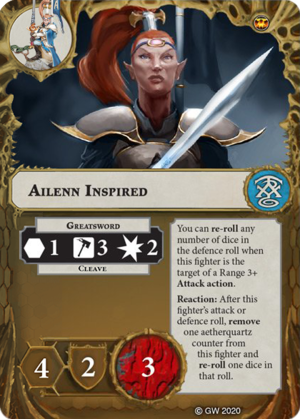 Ailenn Inspired
Greatsword
1 3 2
Cleave
You can re-roll any
number of dice in
the defence roll when
this fighter is the
target of a Range 3+
Attack action.
Reaction: After this
fighter's attack or
defence roll, remove
one aetherquartz
counter from
this fighter and
re-roll one dice in
that roll.
4 2 3
© GW 2020